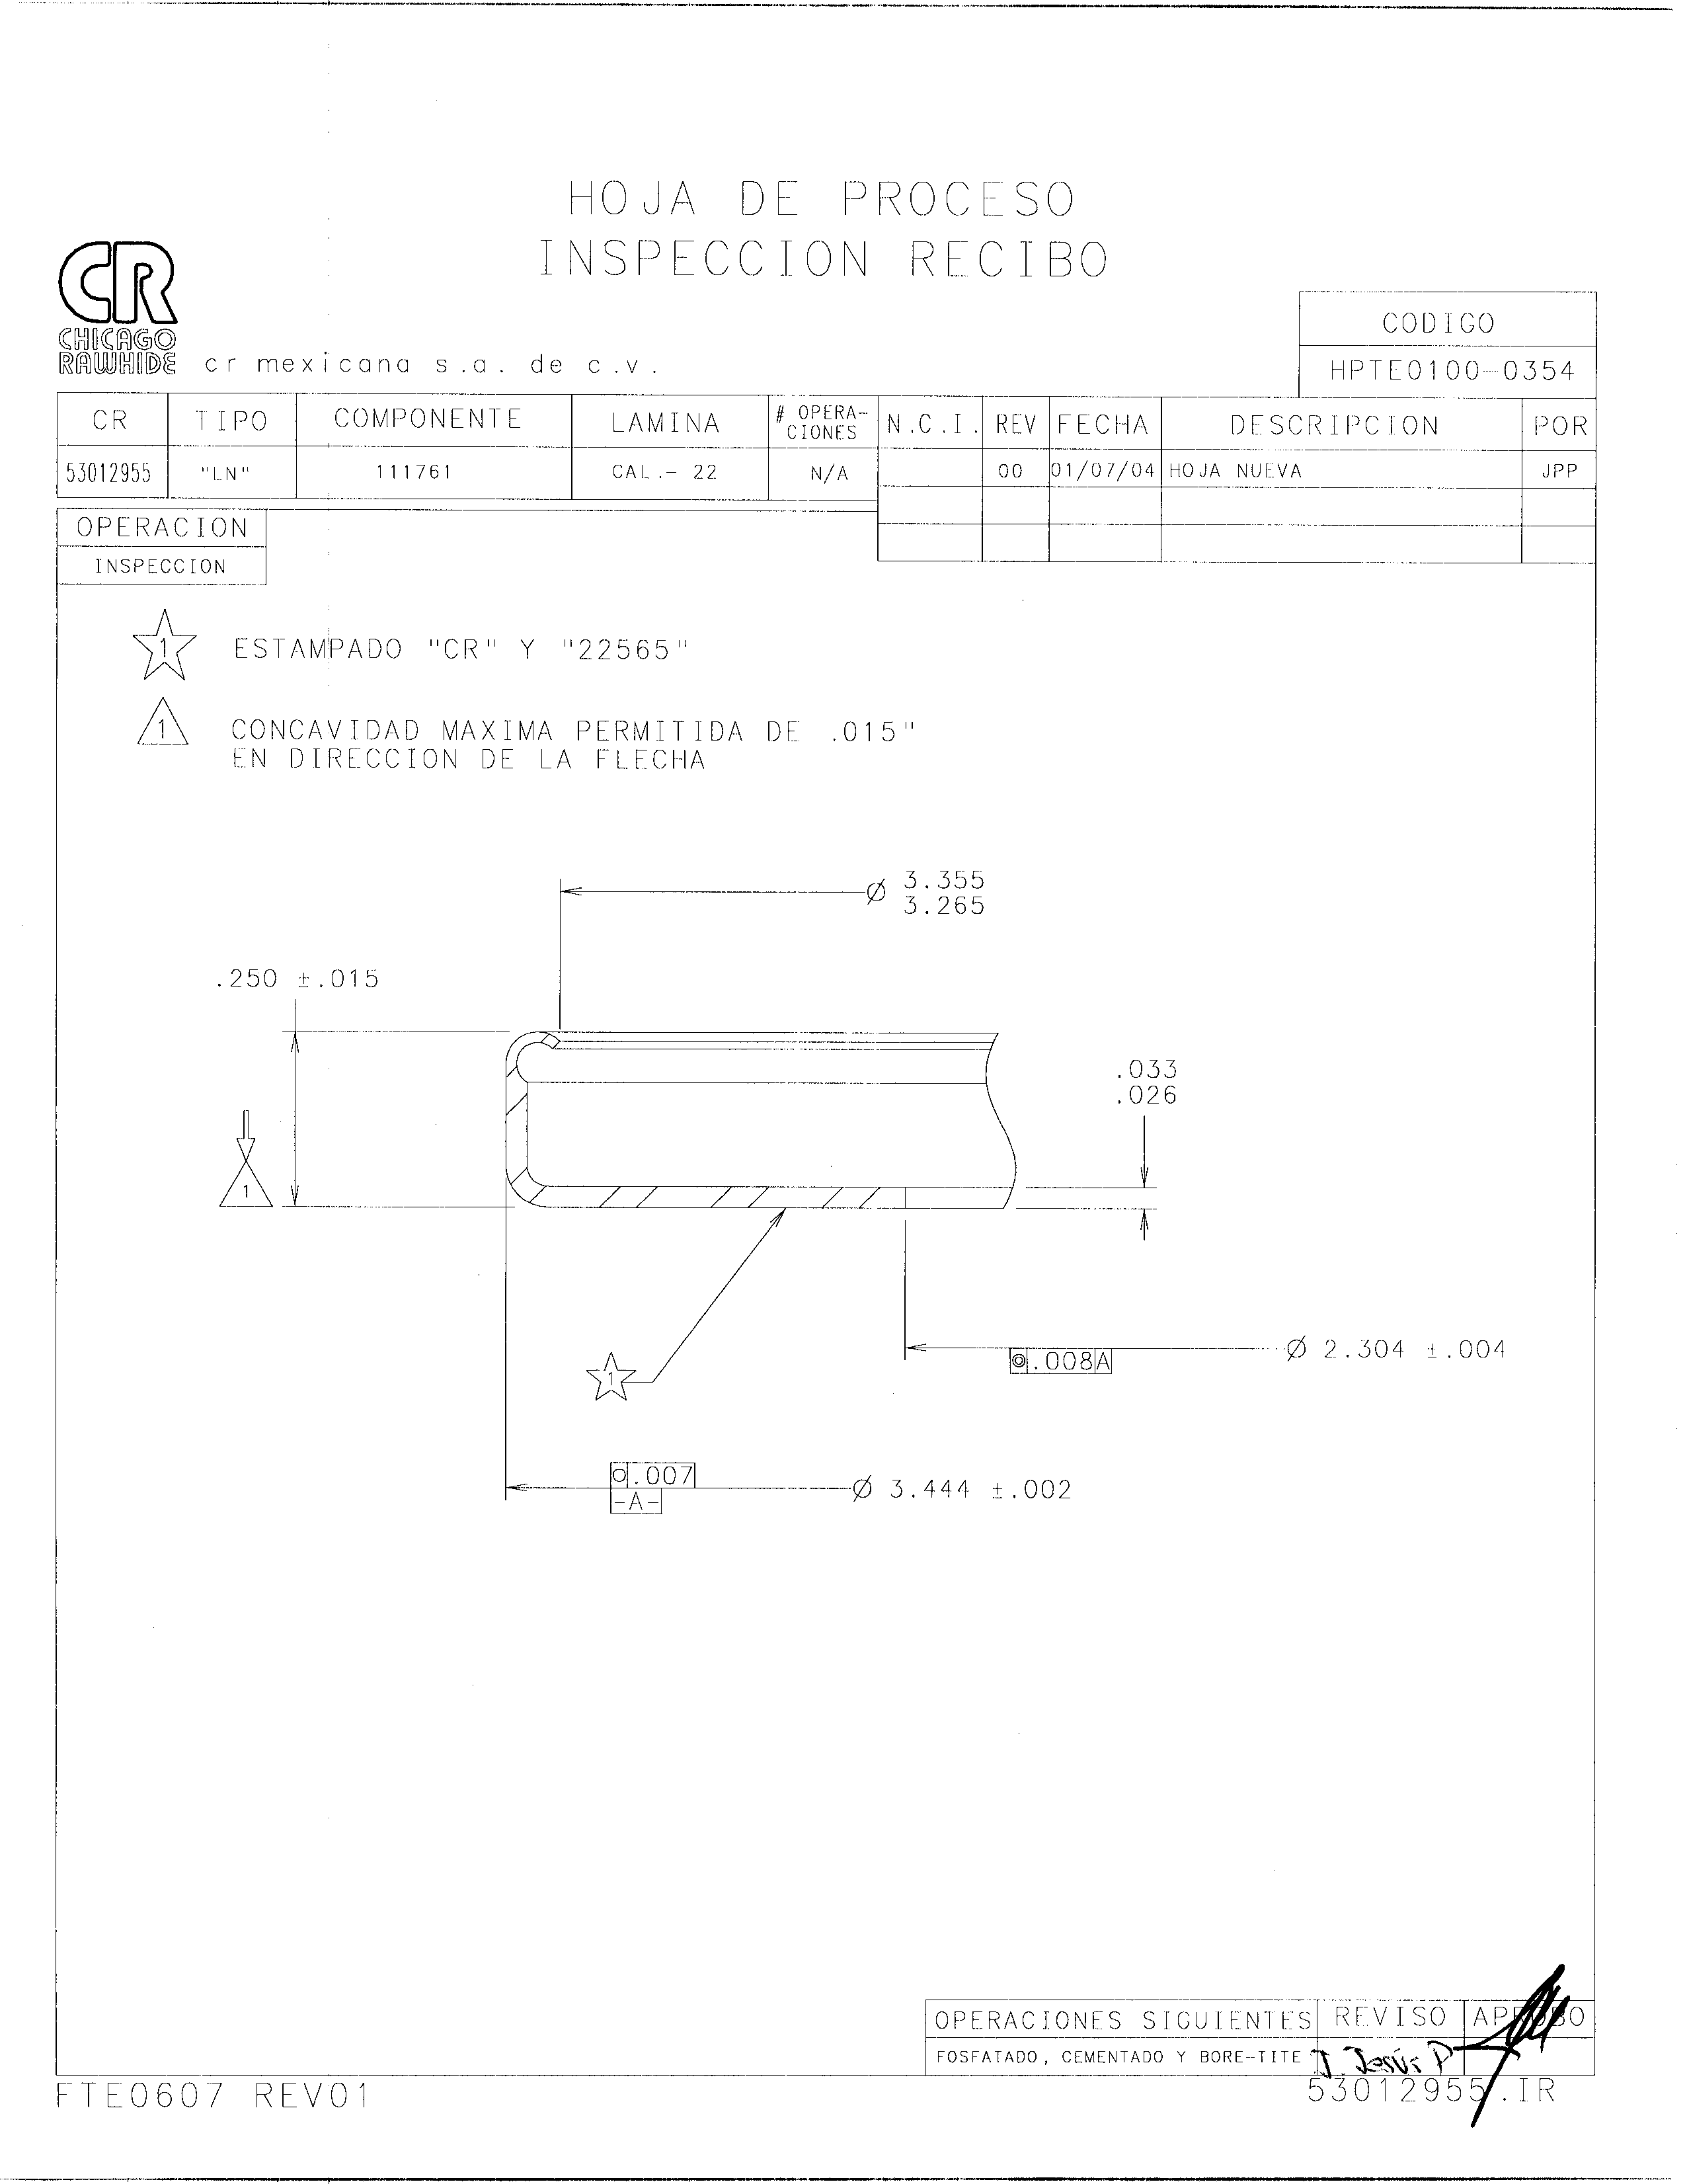 HOJA DE PROCESO
INSPECCION RECIBO
CR
CHICAGO
RAWHIDE
cr mexicana s.a. de c.v.
CODIGO
HPTE0100-0354
CR TIPO COMPONENTE LAMINA # OPERA-CIONES N.C.I. REV FECHA DESCRIPCION POR
53012955 "LN" 111761 CAL.- 22 N/A 00 01/07/04 HOJA NUEVA JPP
OPERACION
INSPECCION
1 ESTAMPADO "CR" Y "22565"
1 CONCAVIDAD MAXIMA PERMITIDA DE .015"
EN DIRECCION DE LA FLECHA
Ø 3.355
3.265
.250 ±.015
.033
.026
1
Ø 2.304 ±.004
◎ .008 A
1
○ .007
-A-
Ø 3.444 ±.002
OPERACIONES SIGUIENTES REVISO
FOSFATADO, CEMENTADO Y BORE-TITE J. Jesús P
FTE0607 REV01
53012955.IR